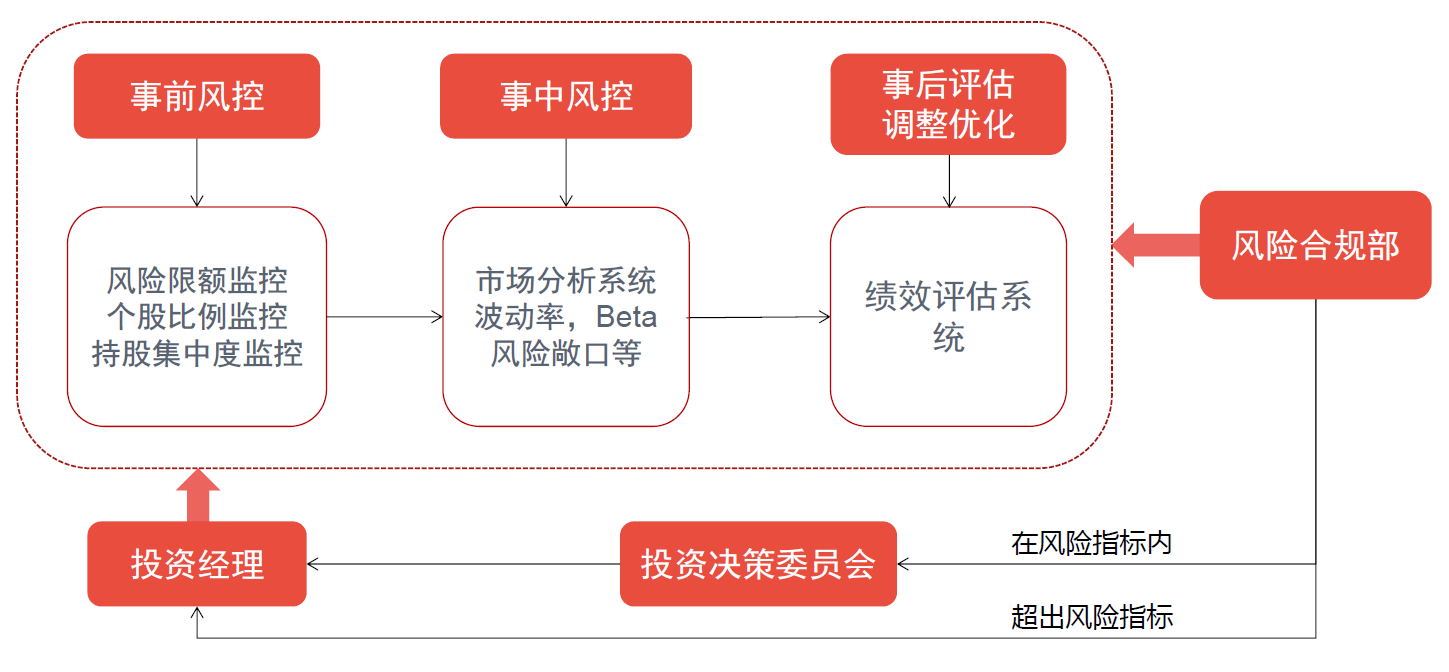 事前风控
事中风控
事后评估
调整优化
风险限额监控
个股比例监控
持股集中度监控
市场分析系统
波动率，Beta
风险敞口等
绩效评估系
统
风险合规部
投资经理
投资决策委员会
在风险指标内
超出风险指标